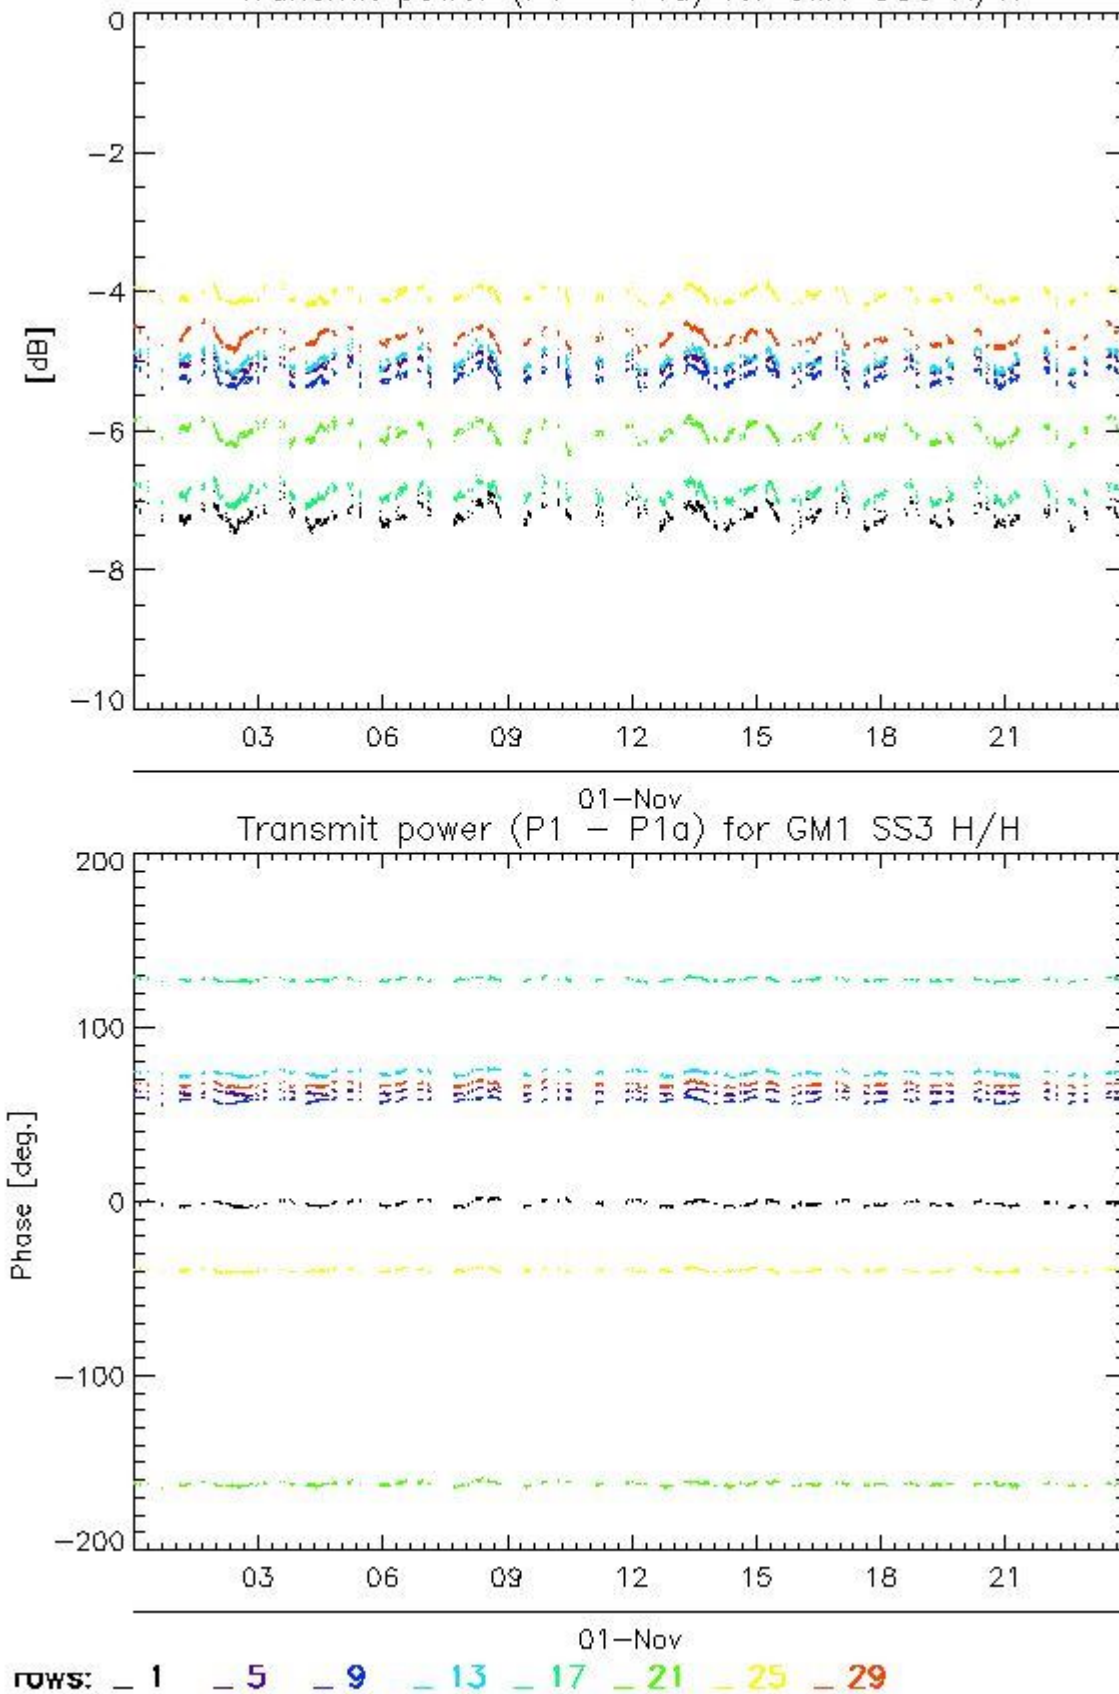 0
-2
-4
[dB]
-6
-8
-10
03 06 09 12 15 18 21
01-Nov
Transmit power (P1 - P1a) for GM1 SS3 H/H
200
100
0
Phase [deg.]
-100
-200
03 06 09 12 15 18 21
01-Nov
rows: _ 1 _ 5 _ 9 _ 13 _ 17 _ 21 _ 25 _ 29